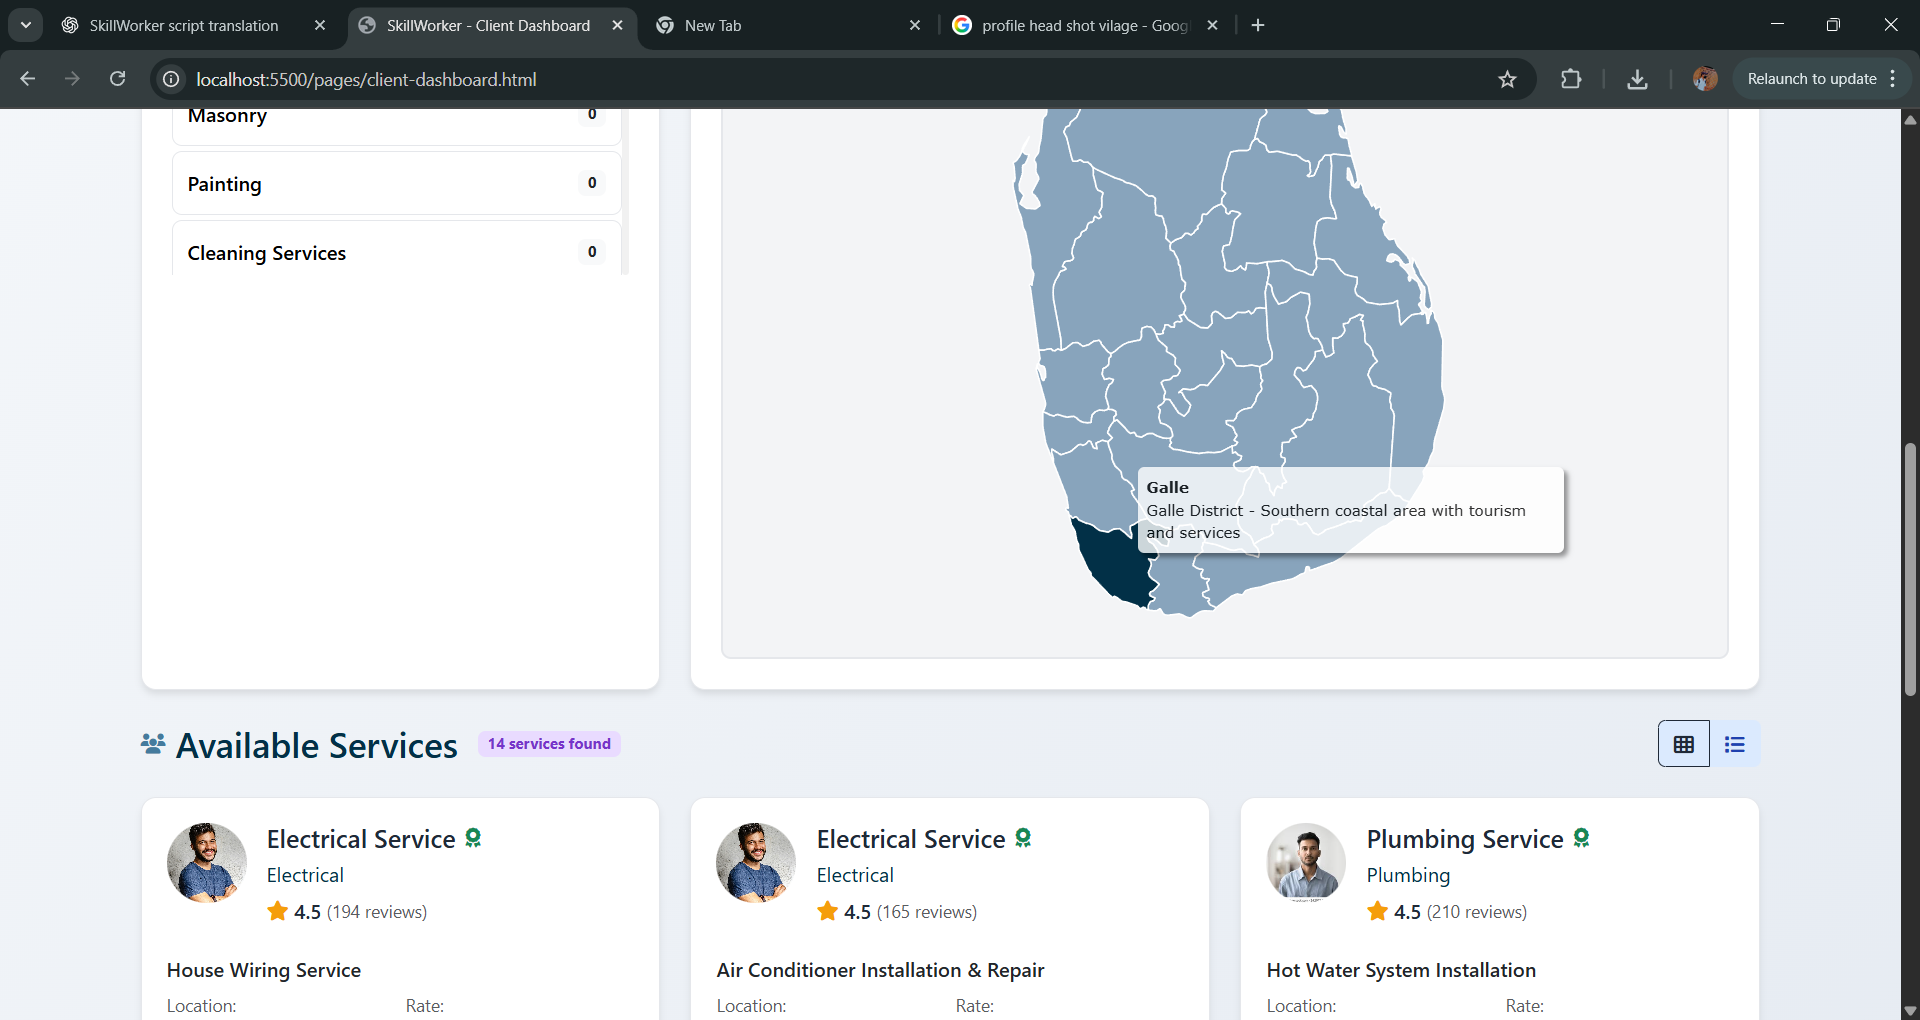 SkillWorker script translation
SkillWorker - Client Dashboard
New Tab
profile head shot vilage - Goog
localhost:5500/pages/client-dashboard.html
Relaunch to update
Masonry 0
Painting 0
Cleaning Services 0
Galle
Galle District - Southern coastal area with tourism
and services
Available Services 14 services found
Electrical Service
Electrical
4.5 (194 reviews)
House Wiring Service
Location: Rate:
Electrical Service
Electrical
4.5 (165 reviews)
Air Conditioner Installation & Repair
Location: Rate:
Plumbing Service
Plumbing
4.5 (210 reviews)
Hot Water System Installation
Location: Rate: